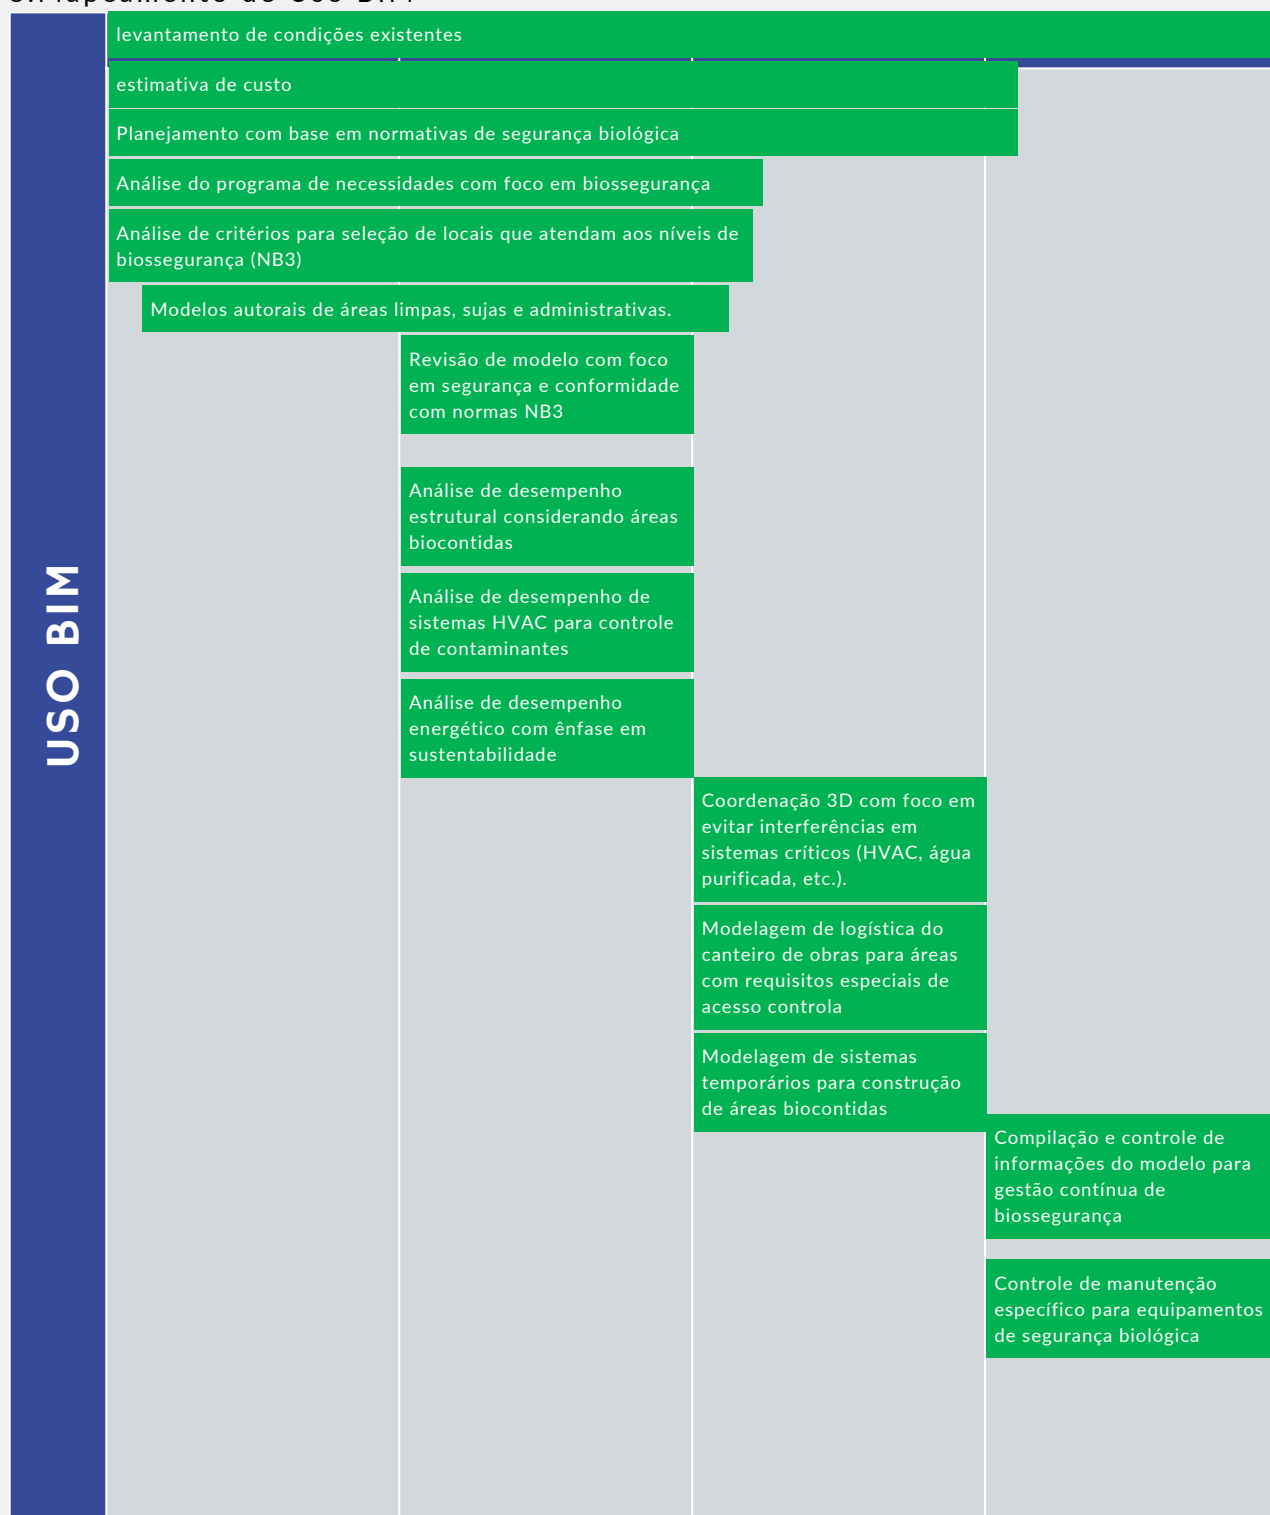 levantamento de condições existentes
estimativa de custo
Planejamento com base em normativas de segurança biológica
Análise do programa de necessidades com foco em biossegurança
Análise de critérios para seleção de locais que atendam aos níveis de
biossegurança (NB3)
Modelos autorais de áreas limpas, sujas e administrativas.
Revisão de modelo com foco
em segurança e conformidade
com normas NB3
Análise de desempenho
estrutural considerando áreas
biocontidas
Análise de desempenho de
sistemas HVAC para controle
de contaminantes
Análise de desempenho
energético com ênfase em
sustentabilidade
USO BIM
Coordenação 3D com foco em
evitar interferências em
sistemas críticos (HVAC, água
purificada, etc.).
Modelagem de logística do
canteiro de obras para áreas
com requisitos especiais de
acesso controla
Modelagem de sistemas
temporários para construção
de áreas biocontidas
Compilação e controle de
informações do modelo para
gestão contínua de
biossegurança
Controle de manutenção
específico para equipamentos
de segurança biológica